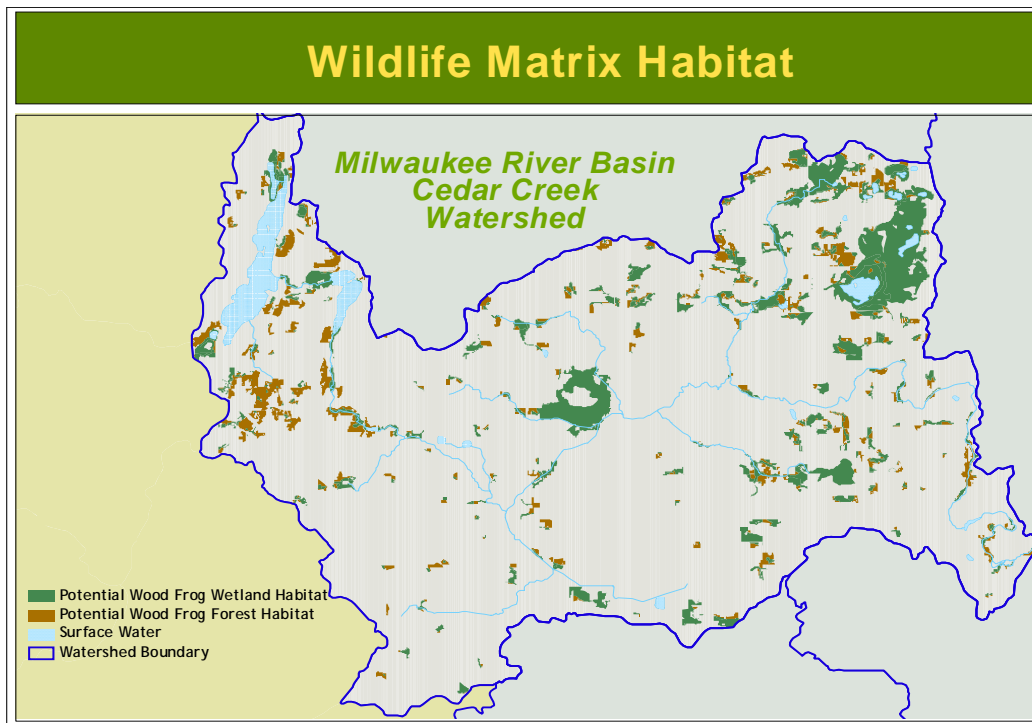 Wildlife Matrix Habitat
Milwaukee River Basin
Cedar Creek
Watershed
Potential Wood Frog Wetland Habitat
Potential Wood Frog Forest Habitat
Surface Water
Watershed Boundary